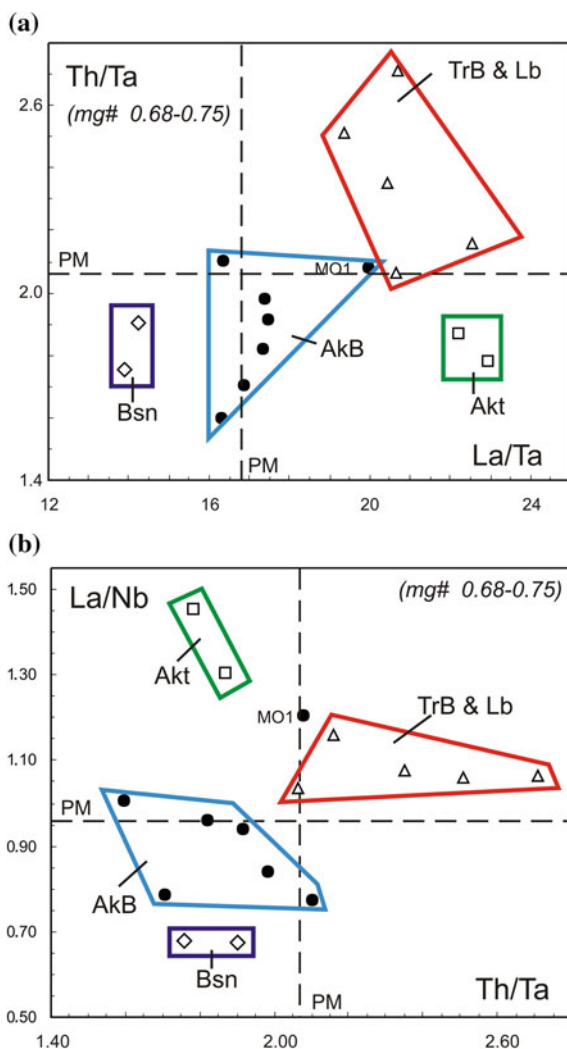 (a)
Th/Ta
(mg# 0.68-0.75)
TrB & Lb
2.6
PM
MO1
2.0
AkB
Bsn
Akt
PM
La/Ta
1.4
12 16 20 22 24
(b)
1.50
La/Nb
(mg# 0.68-0.75)
Akt
1.30
MO1
TrB & Lb
1.10
PM
0.90
AkB
0.70
Bsn
PM
Th/Ta
0.50
1.40 2.00 2.60